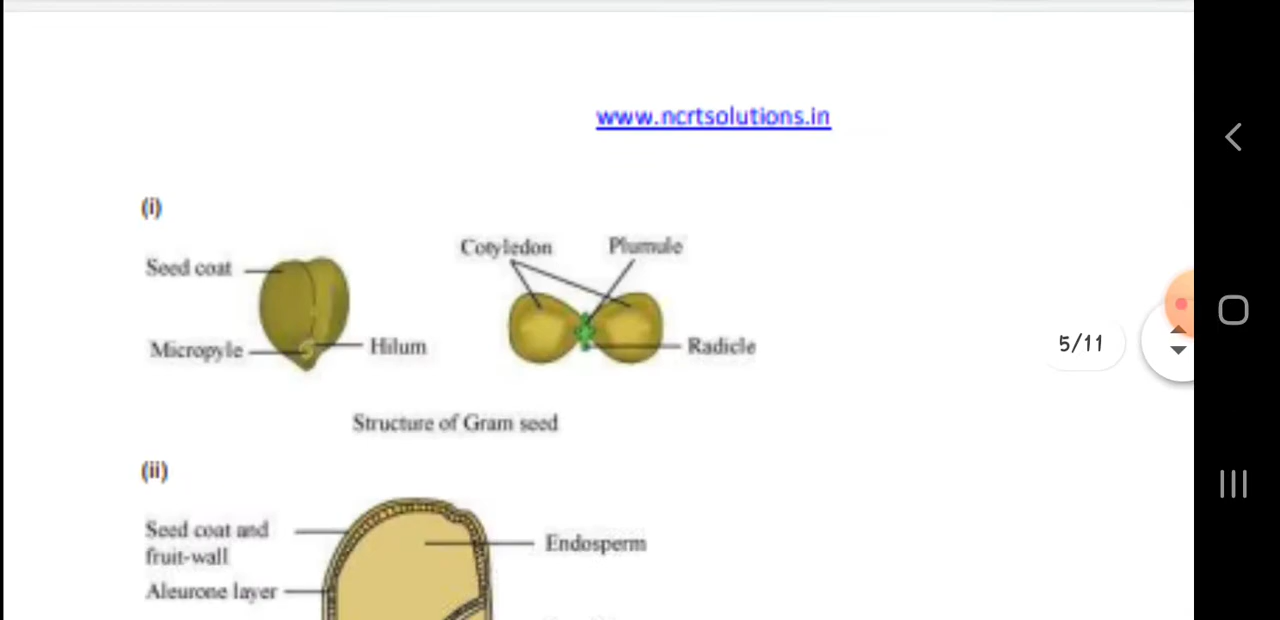 www.ncrtsolutions.in
(i)
Cotyledon Plumule
Seed coat
Micropyle Hilum Radicle
5/11
Structure of Gram seed
(ii)
Seed coat and
fruit-wall
Endosperm
Aleurone layer